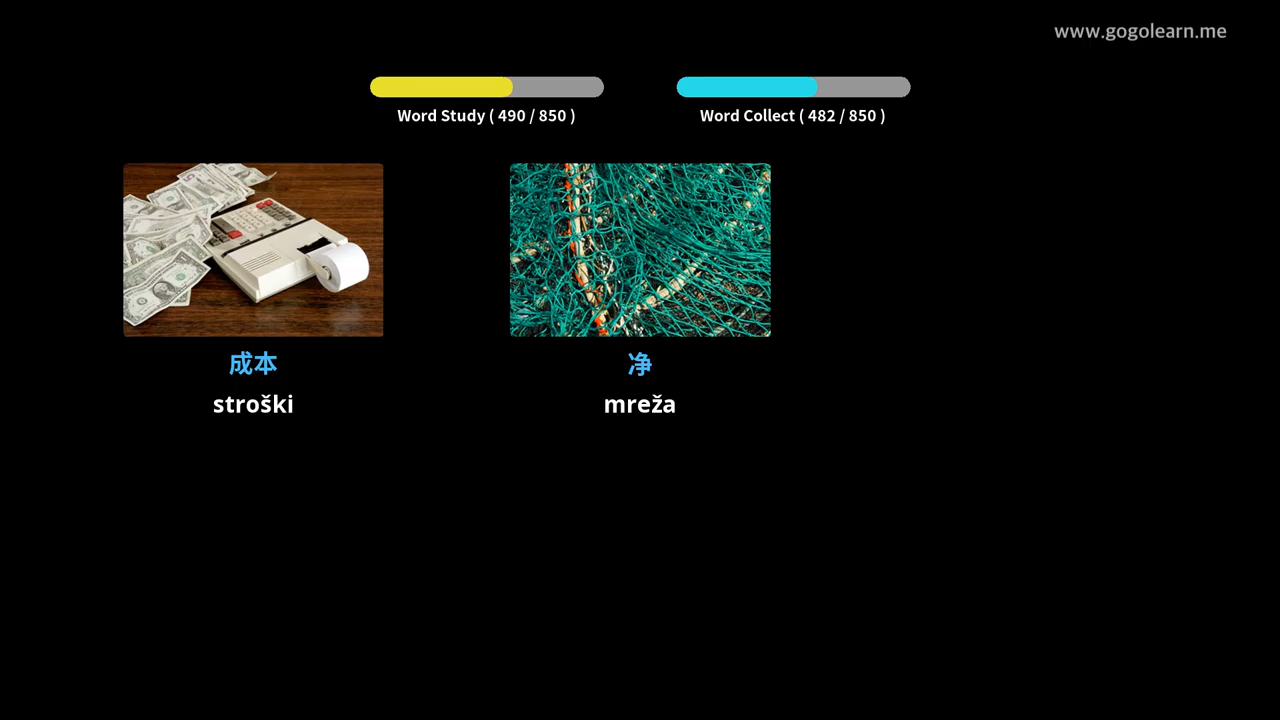 www.gogolearn.me
Word Study ( 490 / 850 )
Word Collect ( 482 / 850 )
成本
净
stroški
mreža